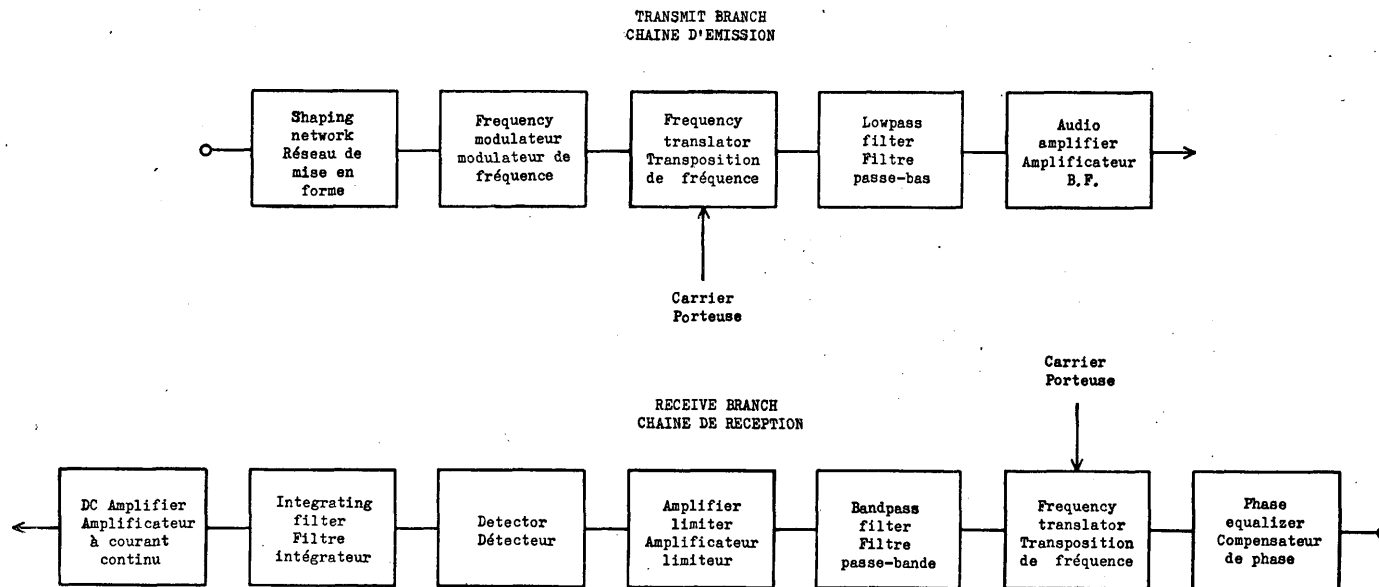 TRANSMIT BRANCH
CHAINE D'EMISSION
Shaping
network
Réseau de
mise en
forme
Frequency
modulateur
modulateur de
fréquence
Frequency
translator
Transposition
de fréquence
Lowpass
filter
Filtre
passe-bas
Audio
amplifier
Amplificateur
B.F.
Carrier
Porteuse
Carrier
Porteuse
RECEIVE BRANCH
CHAINE DE RECEPTION
DC Amplifier
Amplificateur
à courant
continu
Integrating
filter
Filtre
intégrateur
Detector
Détecteur
Amplifier
limiter
Amplificateur
limiteur
Bandpass
filter
Filtre
passe-bande
Frequency
translator
Transposition
de fréquence
Phase
equalizer
Compensateur
de phase